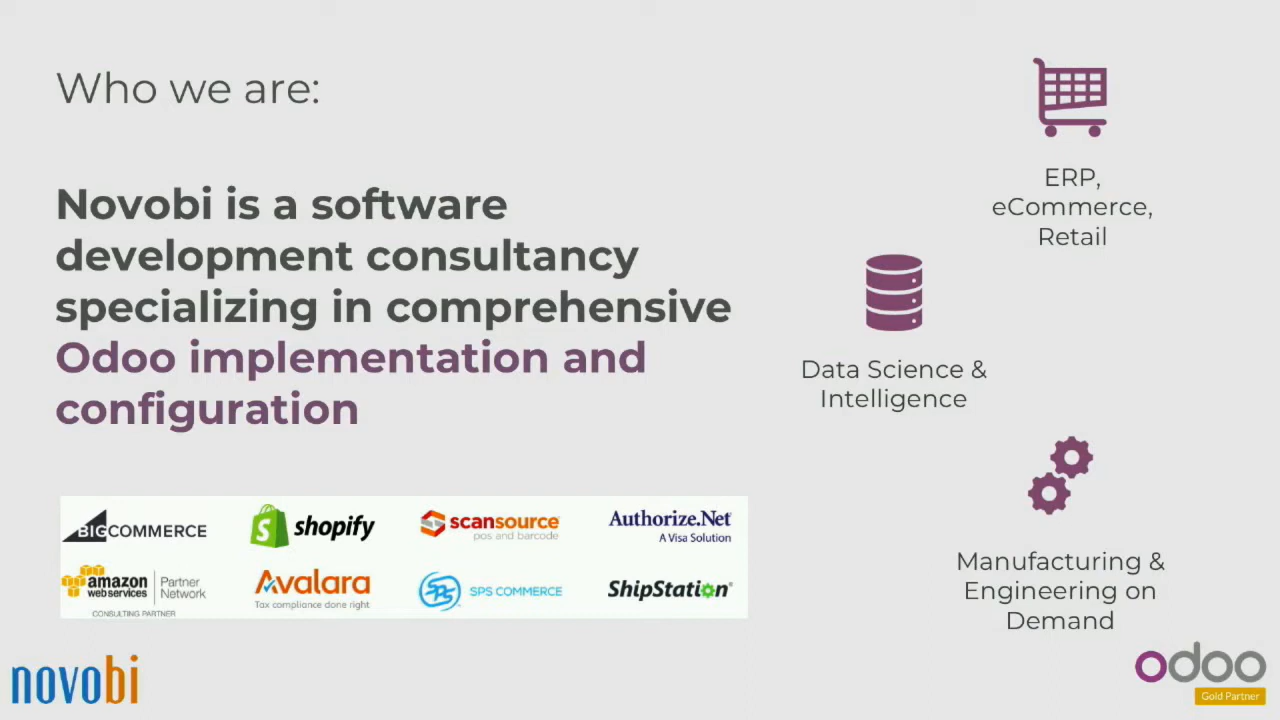 Who we are:
Novobi is a software
development consultancy
specializing in comprehensive
Odoo implementation and
configuration
BIGCOMMERCE
shopify
scansource
pos and barcode
Authorize.Net
A Visa Solution
amazon
webservices
Partner
Network
CONSULTING PARTNER
Avalara
Tax compliance done right
SPS
SPS COMMERCE
ShipStation
ERP,
eCommerce,
Retail
Data Science &
Intelligence
Manufacturing &
Engineering on
Demand
novobi
odoo
Gold Partner